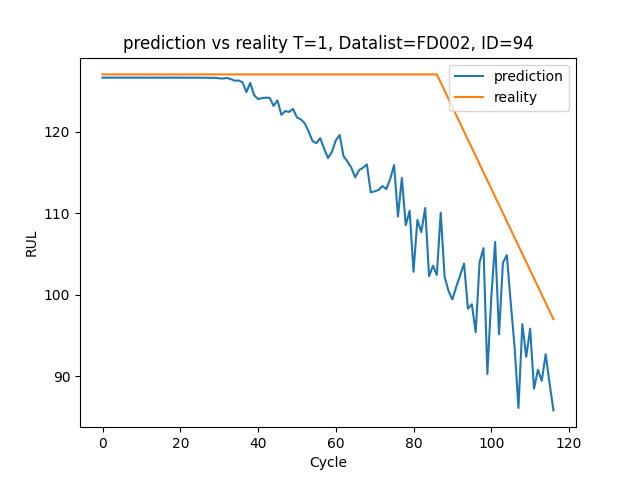 prediction vs reality T=1, Datalist=FD002, ID=94
prediction
reality
120
110
100
90
RUL
0 20 40 60 80 100 120
Cycle